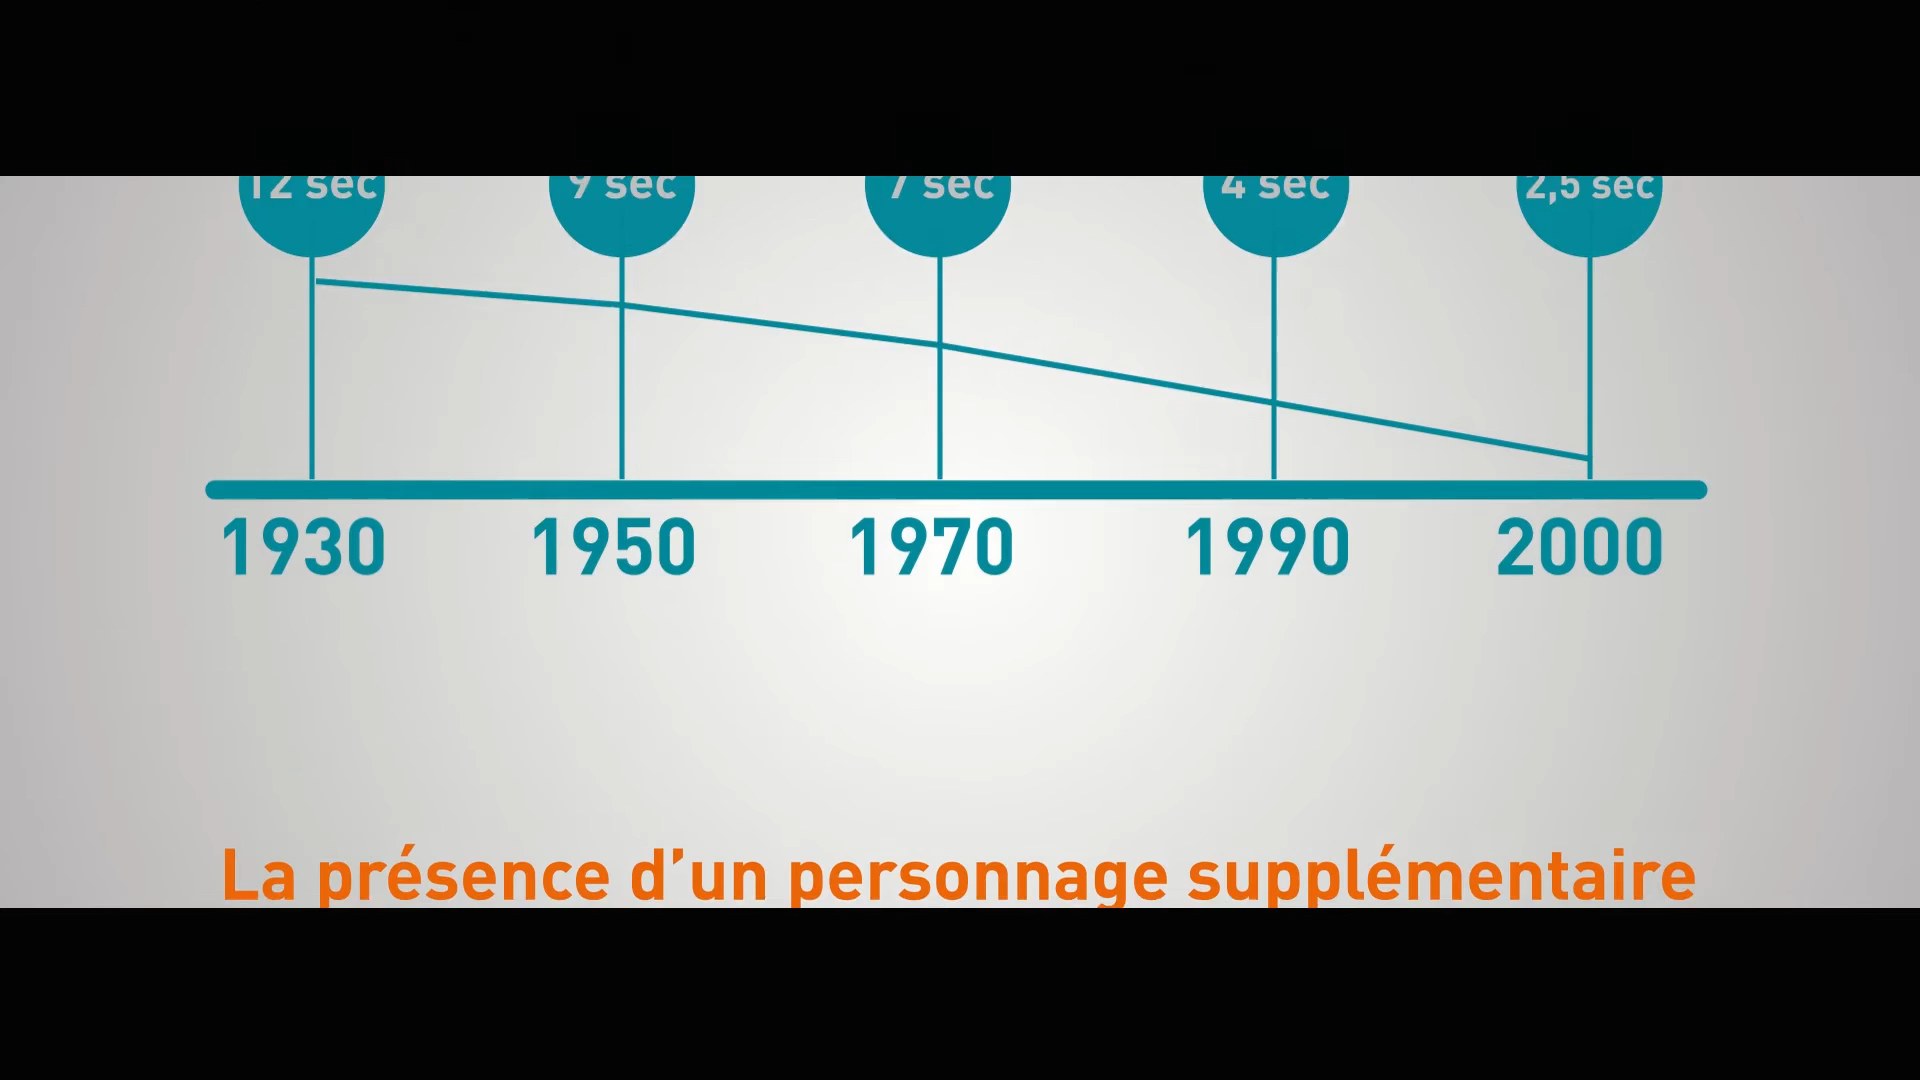 12 sec 9 sec 7 sec 4 sec 2,5 sec
1930 1950 1970 1990 2000
La présence d’un personnage supplémentaire